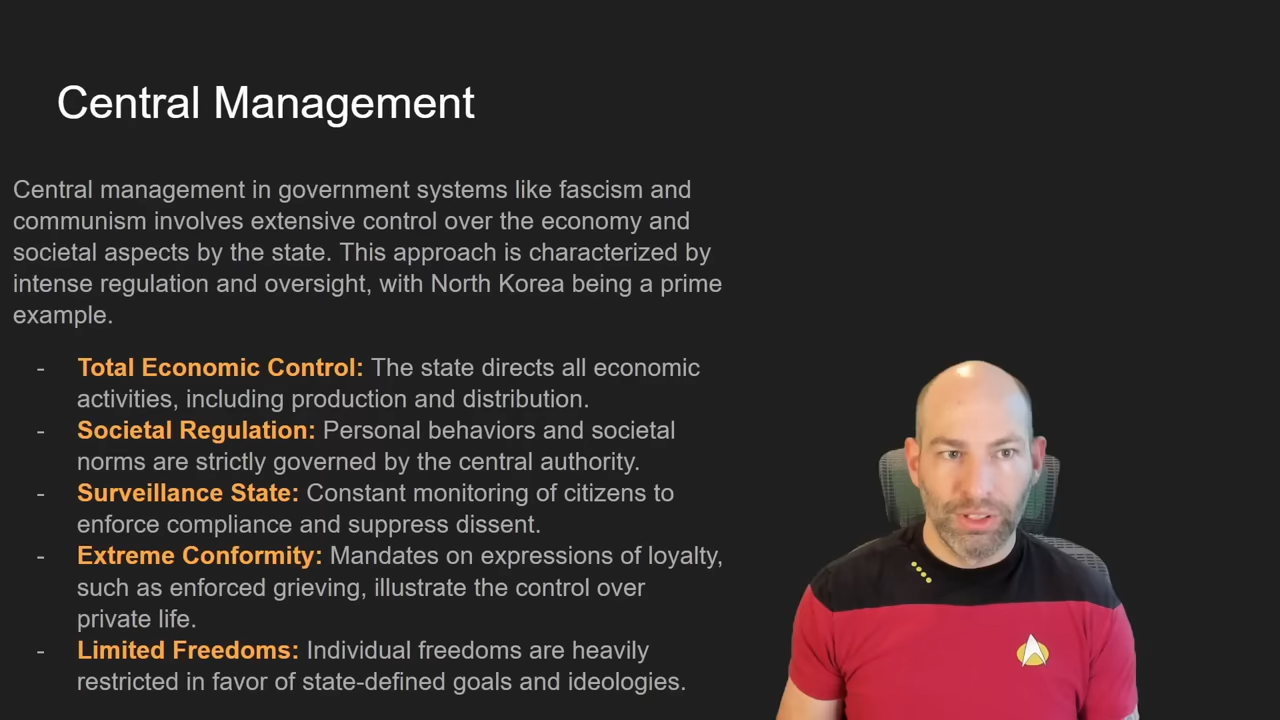 Central Management
Central management in government systems like fascism and
communism involves extensive control over the economy and
societal aspects by the state. This approach is characterized by
intense regulation and oversight, with North Korea being a prime
example.
- Total Economic Control: The state directs all economic
activities, including production and distribution.
- Societal Regulation: Personal behaviors and societal
norms are strictly governed by the central authority.
- Surveillance State: Constant monitoring of citizens to
enforce compliance and suppress dissent.
- Extreme Conformity: Mandates on expressions of loyalty,
such as enforced grieving, illustrate the control over
private life.
- Limited Freedoms: Individual freedoms are heavily
restricted in favor of state-defined goals and ideologies.